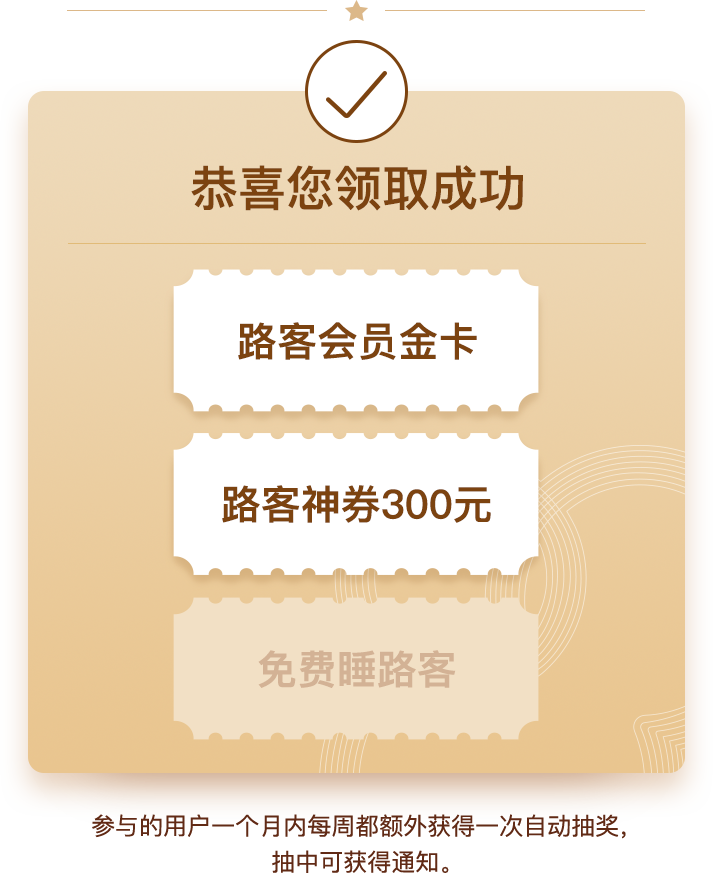 恭喜您领取成功
路客会员金卡
路客神券300元
免费睡路客
参与的用户一个月内每周都额外获得一次自动抽奖，
抽中可获得通知。